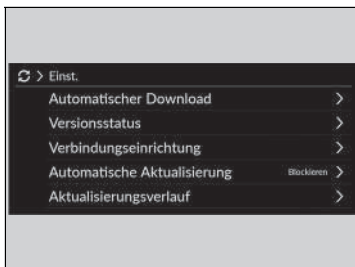 > Einst.
Automatischer Download >
Versionsstatus >
Verbindungseinrichtung >
Automatische Aktualisierung Blockieren >
Aktualisierungsverlauf >